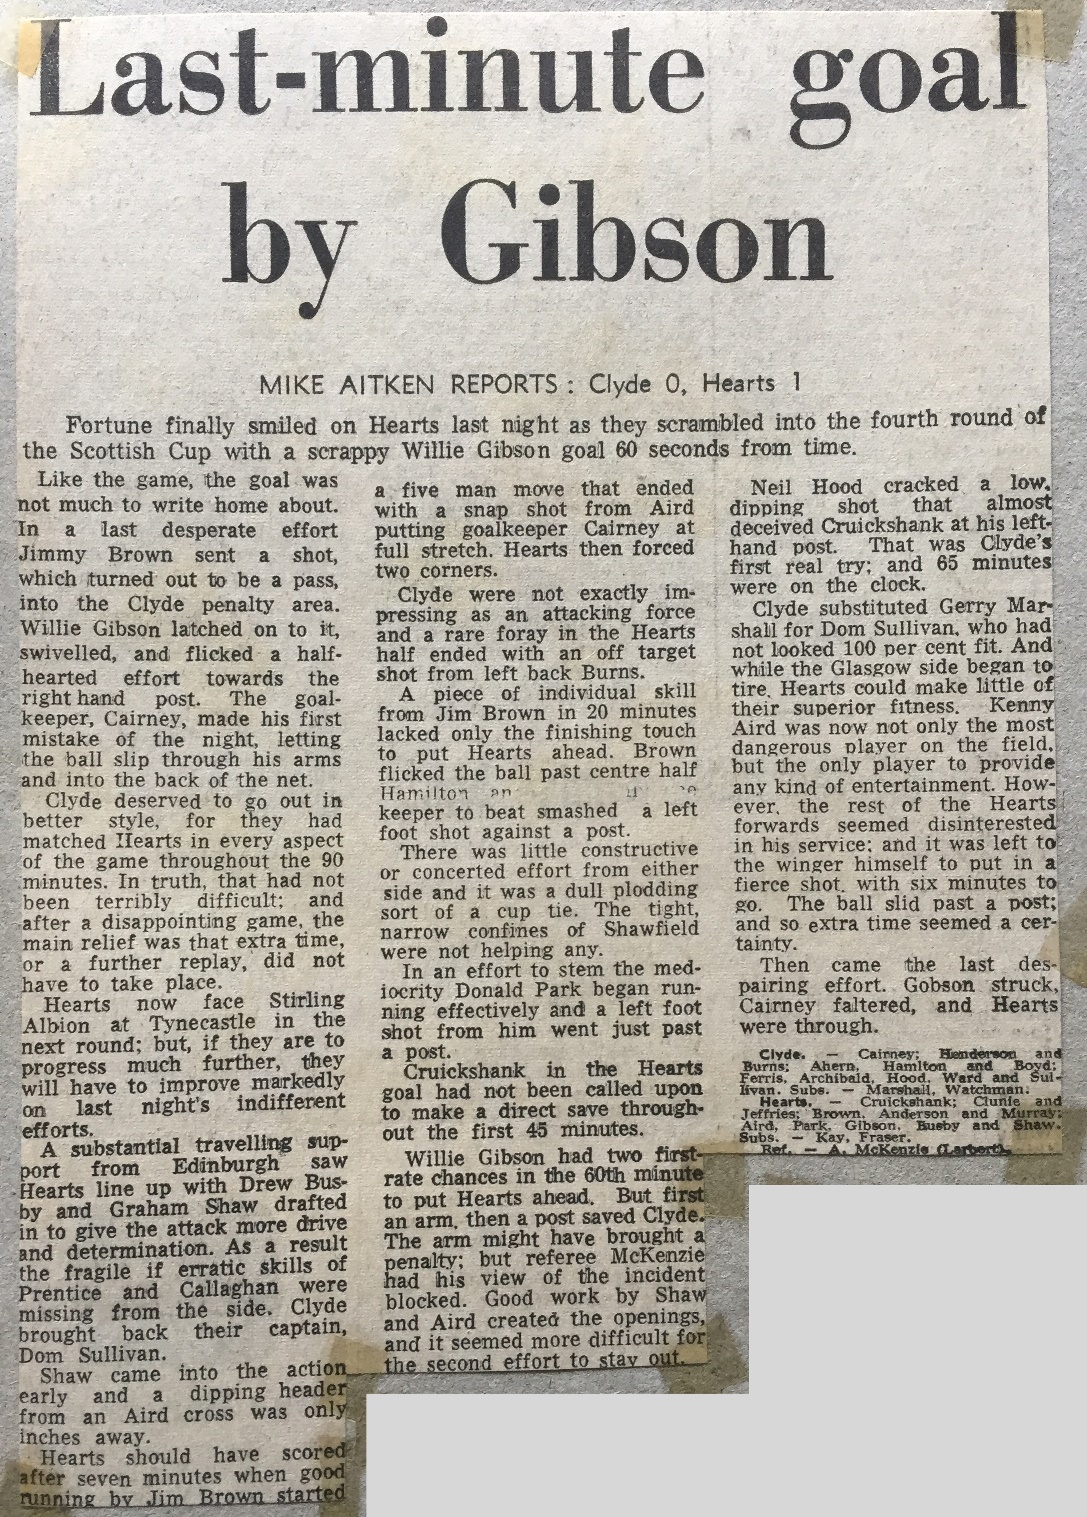 Last-minute goal
by Gibson
MIKE AITKEN REPORTS : Clyde 0, Hearts 1
Fortune finally smiled on Hearts last night as they scrambled into the fourth round of
the Scottish Cup with a scrappy Willie Gibson goal 60 seconds from time.
Like the game, the goal was
not much to write home about.
In a last desperate effort
Jimmy Brown sent a shot,
which turned out to be a pass,
into the Clyde penalty area.
Willie Gibson latched on to it,
swivelled, and flicked a half-
hearted effort towards the
right hand post. The goal-
keeper, Cairney, made his first
mistake of the night, letting
the ball slip through his arms
and into the back of the net.
Clyde deserved to go out in
better style, for they had
matched Hearts in every aspect
of the game throughout the 90
minutes. In truth, that had not
been terribly difficult; and
after a disappointing game, the
main relief was that extra time,
or a further replay, did not
have to take place.
Hearts now face Stirling
Albion at Tynecastle in the
next round; but, if they are to
progress much further, they
will have to improve markedly
on last night's indifferent
efforts.
A substantial travelling sup-
port from Edinburgh saw
Hearts line up with Drew Bus-
by and Graham Shaw drafted
in to give the attack more drive
and determination. As a result
the fragile if erratic skills of
Prentice and Callaghan were
missing from the side. Clyde
brought back their captain,
Dom Sullivan.
Shaw came into the action
early and a dipping header
from an Aird cross was only
inches away.
Hearts should have scored
after seven minutes when good
running by Jim Brown started
a five man move that ended
with a snap shot from Aird
putting goalkeeper Cairney at
full stretch. Hearts then forced
two corners.
Clyde were not exactly im-
pressing as an attacking force
and a rare foray in the Hearts
half ended with an off target
shot from left back Burns.
A piece of individual skill
from Jim Brown in 20 minutes
lacked only the finishing touch
to put Hearts ahead. Brown
flicked the ball past centre half
Hamilton
keeper to beat smashed a left
foot shot against a post.
There was little constructive
or concerted effort from either
side and it was a dull plodding
sort of a cup tie. The tight,
narrow confines of Shawfield
were not helping any.
In an effort to stem the med-
iocrity Donald Park began run-
ning effectively and a left foot
shot from him went just past
a post.
Cruickshank in the Hearts
goal had not been called upon
to make a direct save through-
out the first 45 minutes.
Willie Gibson had two first-
rate chances in the 60th minute
to put Hearts ahead. But first
an arm, then a post saved Clyde.
The arm might have brought a
penalty; but referee McKenzie
had his view of the incident
blocked. Good work by Shaw
and Aird created the openings,
and it seemed more difficult for
the second effort to stay out.
Neil Hood cracked a low,
dipping shot that almost
deceived Cruickshank at his left-
hand post. That was Clyde's
first real try; and 65 minutes
were on the clock.
Clyde substituted Gerry Mar-
shall for Dom Sullivan, who had
not looked 100 per cent fit. And
while the Glasgow side began to
tire, Hearts could make little of
their superior fitness. Kenny
Aird was now not only the most
dangerous player on the field,
but the only player to provide
any kind of entertainment. How-
ever, the rest of the Hearts
forwards seemed disinterested
in his service; and it was left to
the winger himself to put in a
fierce shot, with six minutes to
go. The ball slid past a post;
and so extra time seemed a cer-
tainty.
Then came the last des-
pairing effort. Gobson struck,
Cairney faltered, and Hearts
were through.
Clyde. — Cairney; Henderson and
Burns; Ahern, Hamlton and Boyd;
Ferris, Archibald, Hood, Ward and Sul-
livan. Subs. — Marshall, Watchman.
Hearts. — Cruickshank; Clunie and
Jeffries; Brown, Anderson and Murray;
Aird, Park, Gibson, Busby and Shaw.
Subs. — Kay, Fraser.
Ref. — A. McKenzie (Larbert).